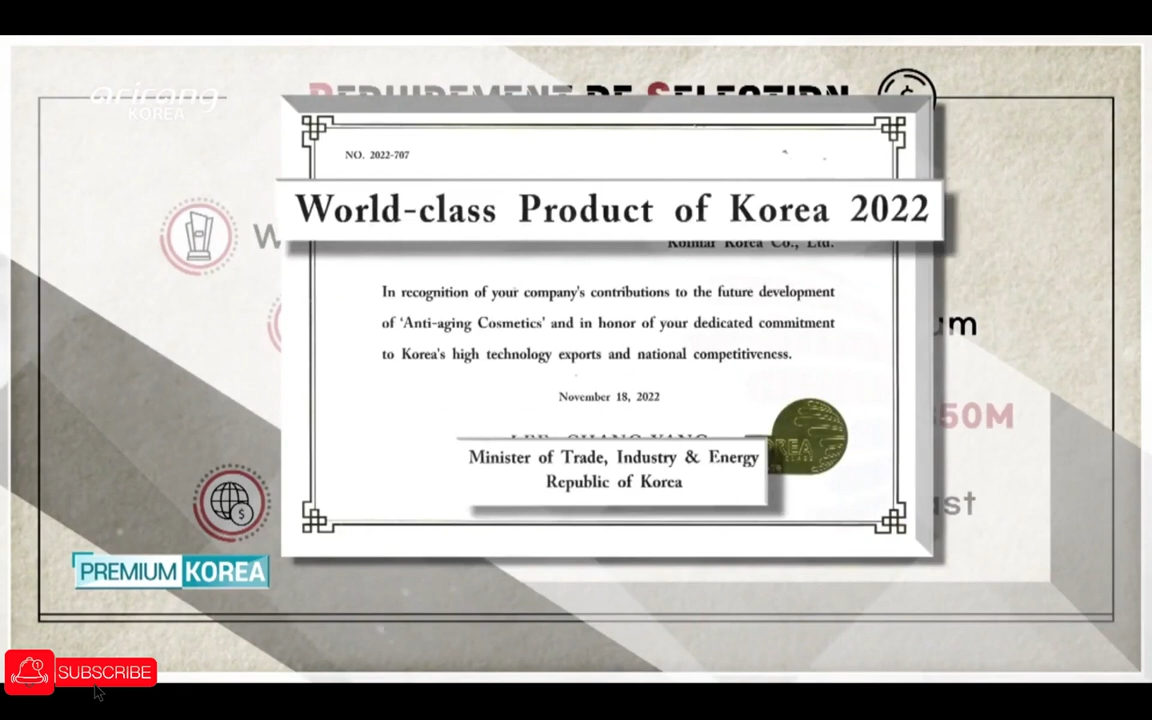 REQUIREMENT OF SELECTION
arirang
KOREA
NO. 2022-707
World-class Product of Korea 2022
Kolmar Korea Co., Ltd.
In recognition of your company's contributions to the future development
of ‘Anti-aging Cosmetics’ and in honor of your dedicated commitment
to Korea's high technology exports and national competitiveness.
November 18, 2022
Minister of Trade, Industry & Energy
Republic of Korea
PREMIUM KOREA
SUBSCRIBE